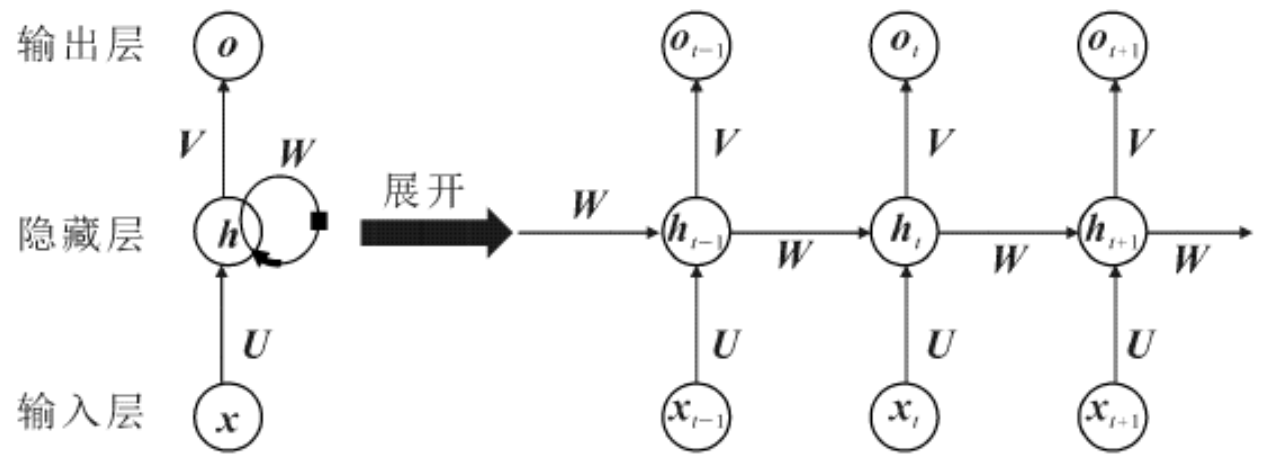 输出层 o o_{t-1} o_t o_{t+1}
V W V V V
展开 W
隐藏层 h h_{t-1} h_t h_{t+1}
W W W
U U U U
输入层 x x_{t-1} x_t x_{t+1}